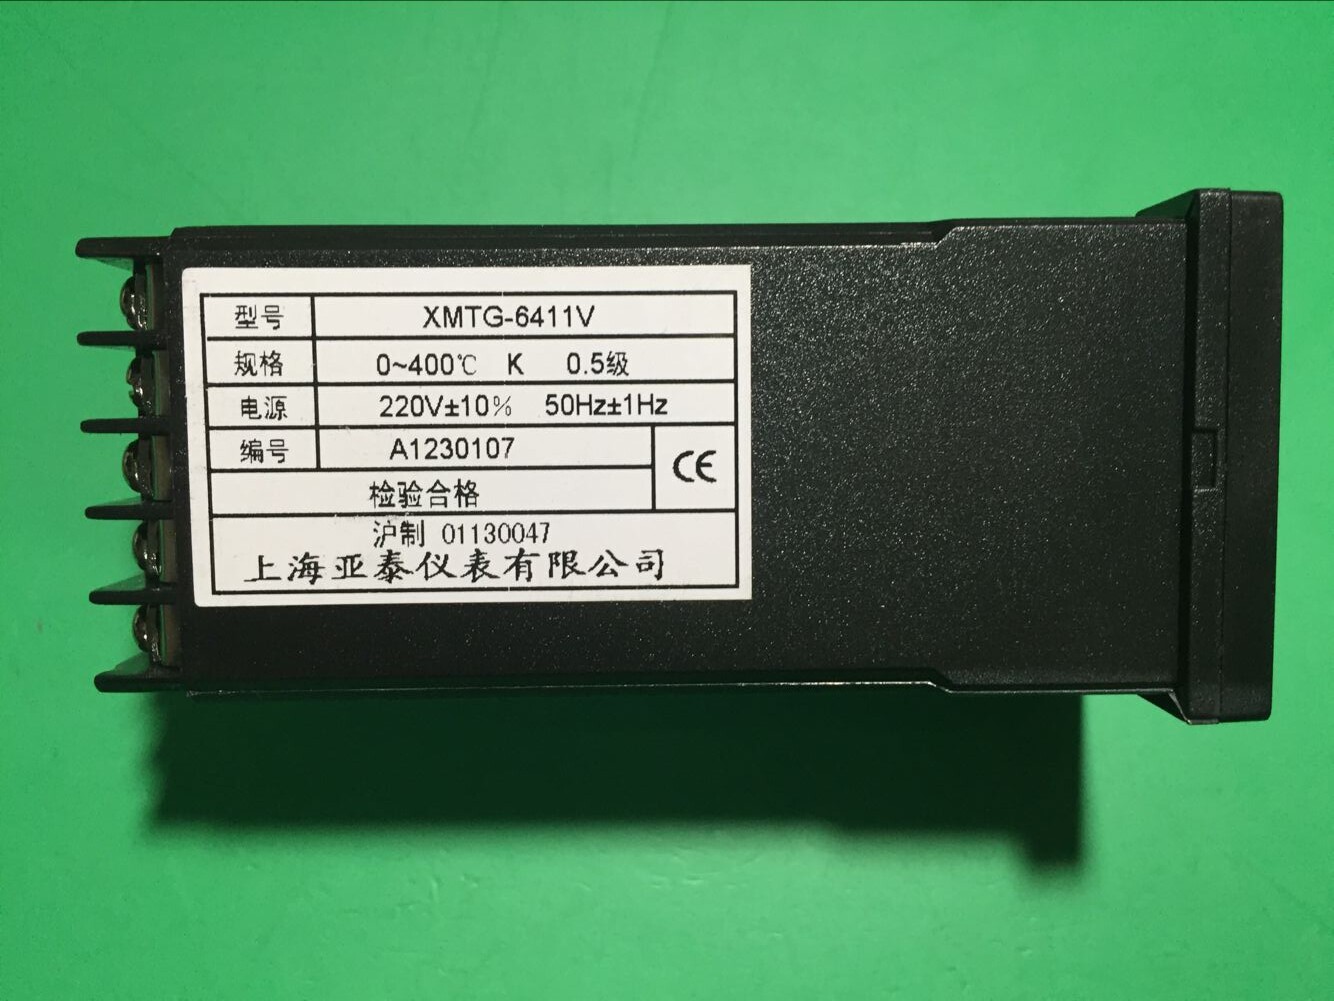 型号 XMTG-6411V
规格 0~400℃ K 0.5级
电源 220V±10% 50Hz±1Hz
编号 A1230107
CE
检验合格
沪制 01130047
上海亚泰仪表有限公司